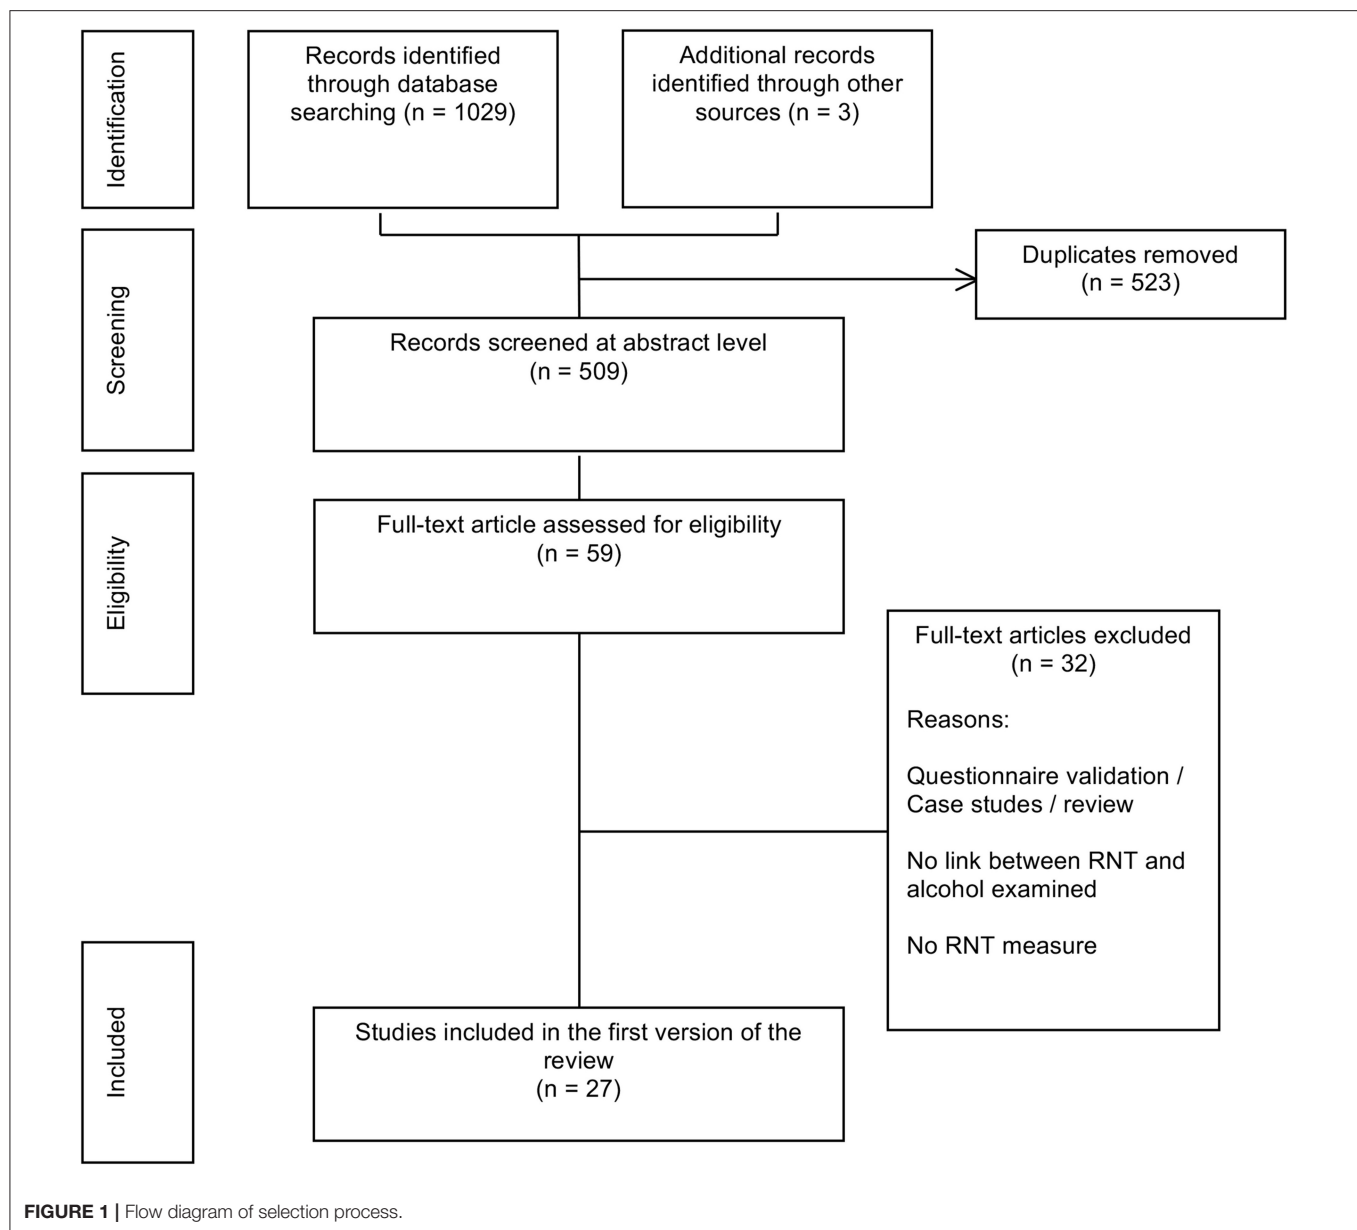 Identification
Records identified
through database
searching (n = 1029)
Additional records
identified through other
sources (n = 3)
Screening
Duplicates removed
(n = 523)
Records screened at abstract level
(n = 509)
Eligibility
Full-text article assessed for eligibility
(n = 59)
Full-text articles excluded
(n = 32)
Reasons:
Questionnaire validation /
Case studes / review
No link between RNT and
alcohol examined
No RNT measure
Included
Studies included in the first version of the
review
(n = 27)
FIGURE 1 | Flow diagram of selection process.